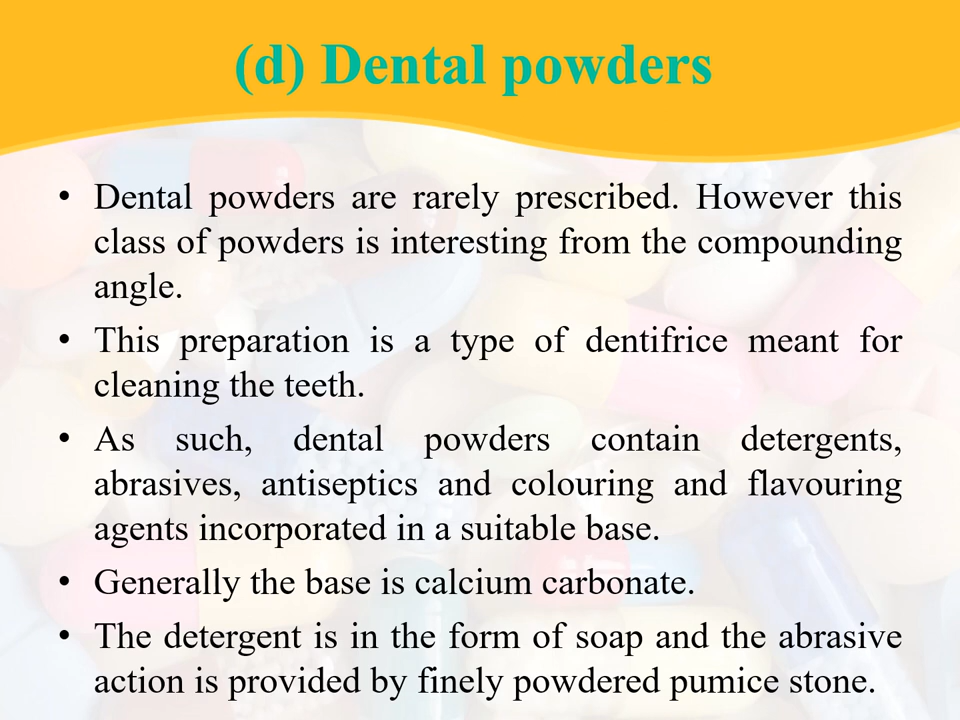 (d) Dental powders
• Dental powders are rarely prescribed. However this
class of powders is interesting from the compounding
angle.
• This preparation is a type of dentifrice meant for
cleaning the teeth.
• As such, dental powders contain detergents,
abrasives, antiseptics and colouring and flavouring
agents incorporated in a suitable base.
• Generally the base is calcium carbonate.
• The detergent is in the form of soap and the abrasive
action is provided by finely powdered pumice stone.